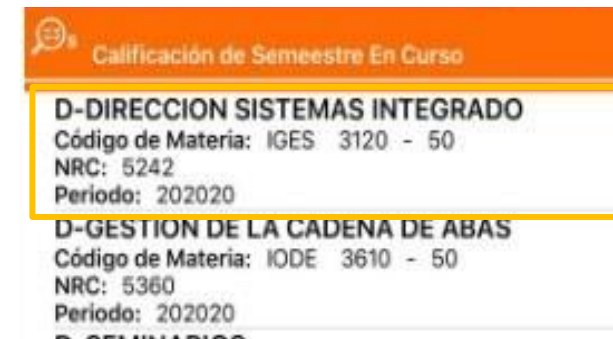 Calificación de Semeestre En Curso
D-DIRECCION SISTEMAS INTEGRADO
Código de Materia: IGES 3120 - 50
NRC: 5242
Periodo: 202020
D-GESTION DE LA CADENA DE ABAS
Código de Materia: IODE 3610 - 50
NRC: 5360
Periodo: 202020
D-SEMINARIOS